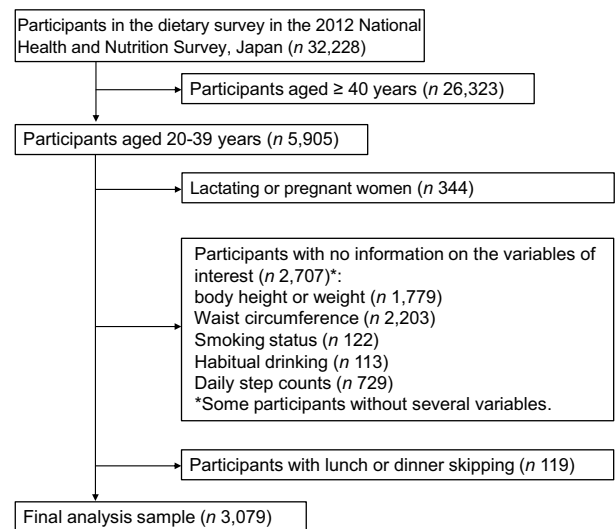 Participants in the dietary survey in the 2012 National
Health and Nutrition Survey, Japan (n 32,228)
Participants aged ≥ 40 years (n 26,323)
Participants aged 20-39 years (n 5,905)
Lactating or pregnant women (n 344)
Participants with no information on the variables of
interest (n 2,707)*:
body height or weight (n 1,779)
Waist circumference (n 2,203)
Smoking status (n 122)
Habitual drinking (n 113)
Daily step counts (n 729)
*Some participants without several variables.
Participants with lunch or dinner skipping (n 119)
Final analysis sample (n 3,079)